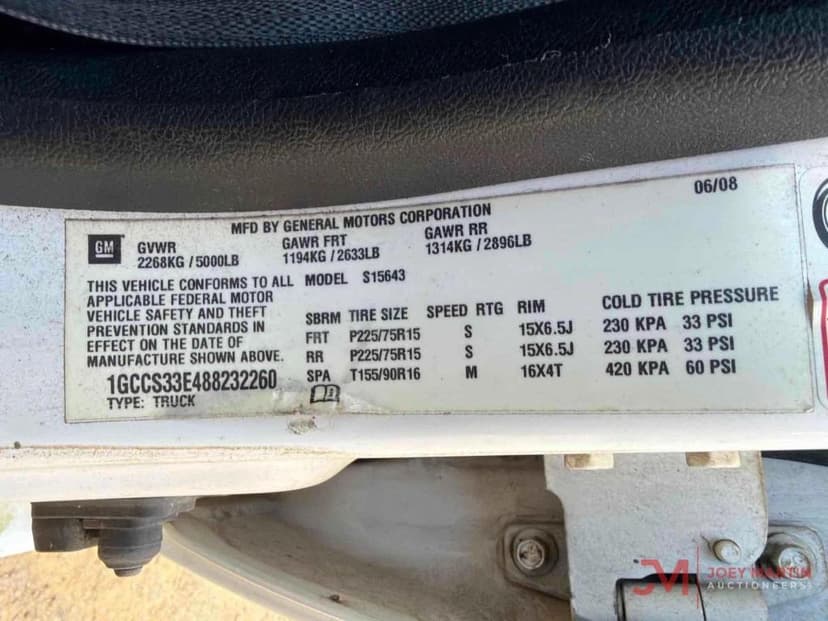 06/08
MFD BY GENERAL MOTORS CORPORATION
GM
GVWR GAWR FRT GAWR RR
2268KG / 5000LB 1194KG / 2633LB 1314KG / 2896LB
THIS VEHICLE CONFORMS TO ALL
APPLICABLE FEDERAL MOTOR
VEHICLE SAFETY AND THEFT
PREVENTION STANDARDS IN
EFFECT ON THE DATE OF
MANUFACTURE SHOWN ABOVE.
1GCCS33E488232260
TYPE: TRUCK
MODEL S15643
SBRM TIRE SIZE SPEED RTG RIM COLD TIRE PRESSURE
FRT P225/75R15 S 15X6.5J 230 KPA 33 PSI
RR P225/75R15 S 15X6.5J 230 KPA 33 PSI
SPA T155/90R16 M 16X4T 420 KPA 60 PSI
JM JOEY MARTIN
AUCTIONEERS